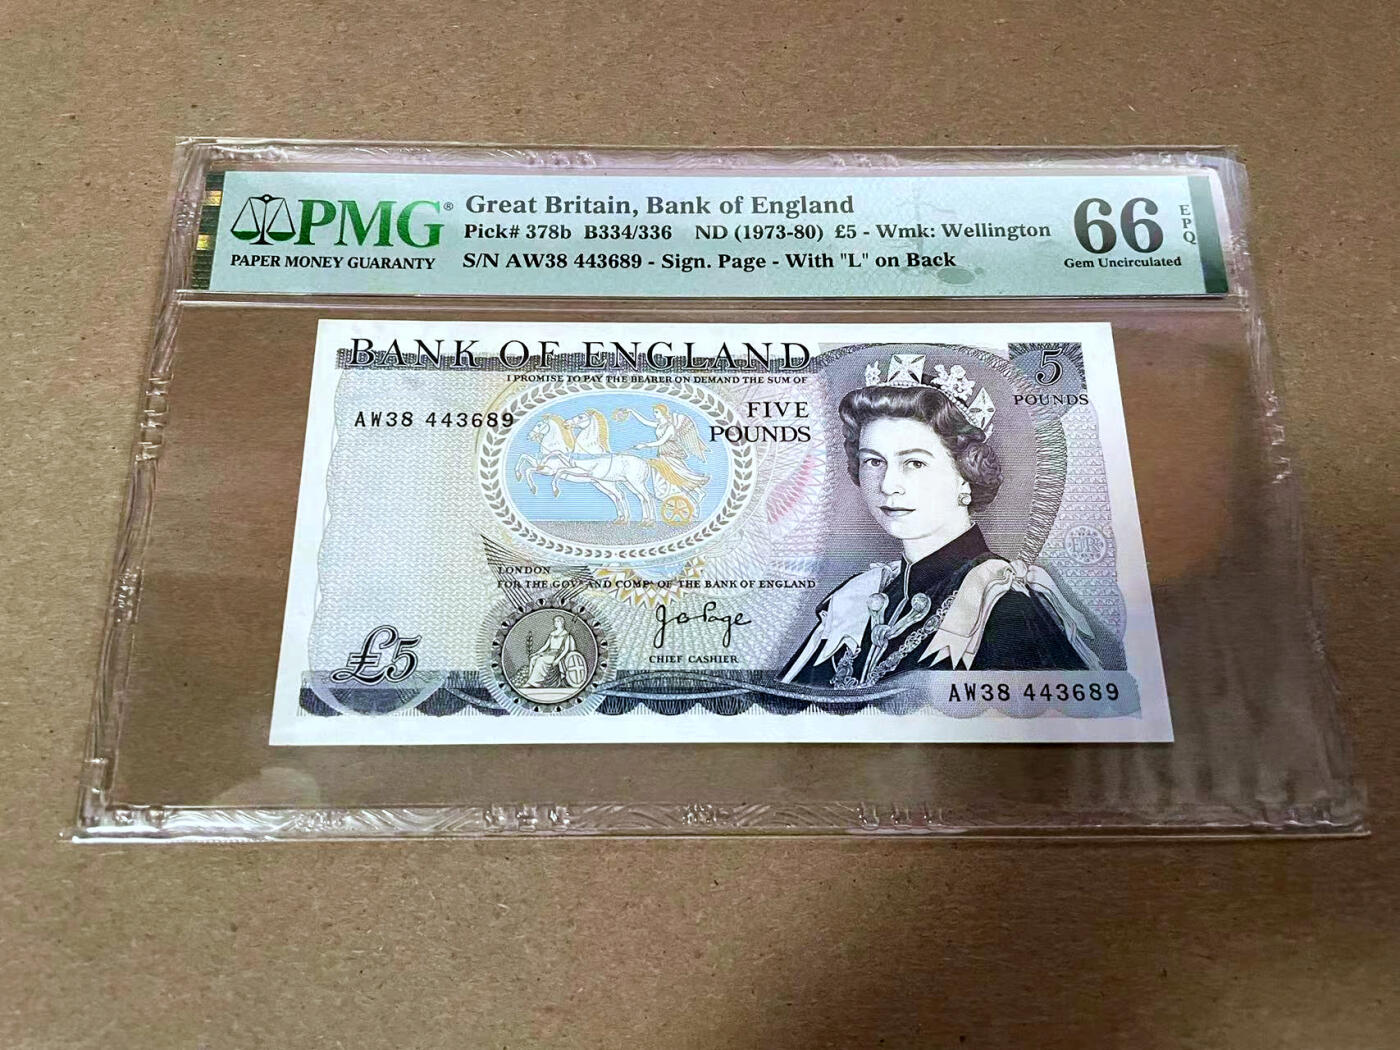 PMG®
PAPER MONEY GUARANTY
Great Britain, Bank of England
Pick# 378b B334/336 ND (1973-80) £5 - Wmk: Wellington
S/N AW38 443689 - Sign. Page - With "L" on Back
66
EPQ
Gem Uncirculated
BANK OF ENGLAND
I PROMISE TO PAY THE BEARER ON DEMAND THE SUM OF
5
POUNDS
AW38 443689
FIVE
POUNDS
LONDON
FOR THE GOVR AND COMPA OF THE BANK OF ENGLAND
J B Page
£5
CHIEF CASHIER
AW38 443689